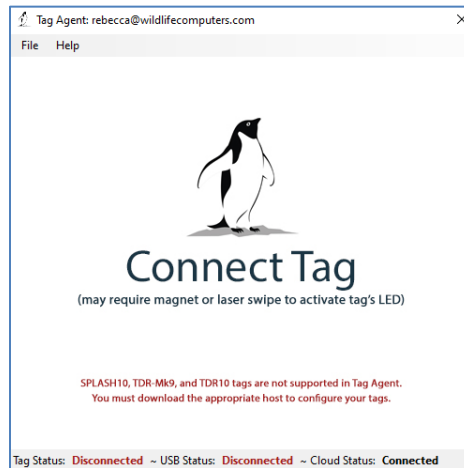 Tag Agent: rebecca@wildlifecomputers.com
File Help
Connect Tag
(may require magnet or laser swipe to activate tag's LED)
SPLASH10, TDR-Mk9, and TDR10 tags are not supported in Tag Agent.
You must download the appropriate host to configure your tags.
Tag Status: Disconnected ~ USB Status: Disconnected ~ Cloud Status: Connected